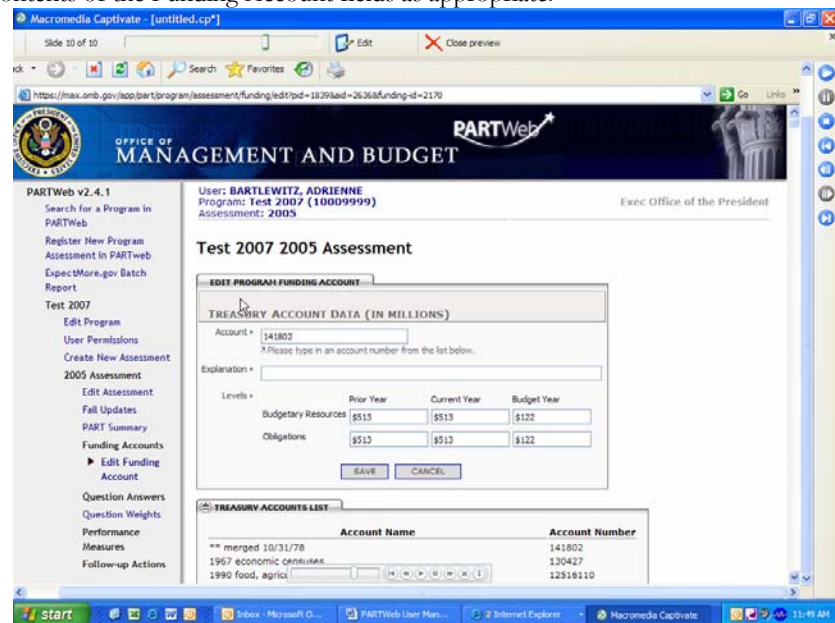 contents of the Funding Account fields as appropriate.
Macromedia Captivate - [untitled.cp*]
Slide 10 of 10 Edit Close preview
Search Favorites
https://max.omb.gov/app/part/program/assessment/funding/edit?pid=1839&aid=2636&funding-id=2170 Go Links »
OFFICE OF
MANAGEMENT AND BUDGET
PARTWeb
PARTWeb v2.4.1
Search for a Program in
PARTWeb
Register New Program
Assessment in PARTweb
ExpectMore.gov Batch
Report
Test 2007
Edit Program
User Permissions
Create New Assessment
2005 Assessment
Edit Assessment
Fall Updates
PART Summary
Funding Accounts
Edit Funding
Account
Question Answers
Question Weights
Performance
Measures
Follow-up Actions
User: BARTLEWITZ, ADRIENNE
Program: Test 2007 (10009999)
Assessment: 2005
Exec Office of the President
Test 2007 2005 Assessment
EDIT PROGRAM FUNDING ACCOUNT
TREASURY ACCOUNT DATA (IN MILLIONS)
Account 141802
Please type in an account number from the list below.
Explanation
Levels Prior Year Current Year Budget Year
Budgetary Resources $513 $513 $122
Obligations $513 $513 $122
SAVE CANCEL
TREASURY ACCOUNTS LIST
Account Name Account Number
** merged 10/31/78 141802
1967 economic censuses 130427
1990 food, 12516110
start Inbox - Microsoft O... PARTWeb User Man... 2 Internet Explorer Macromedia Captivate 11:49 AM